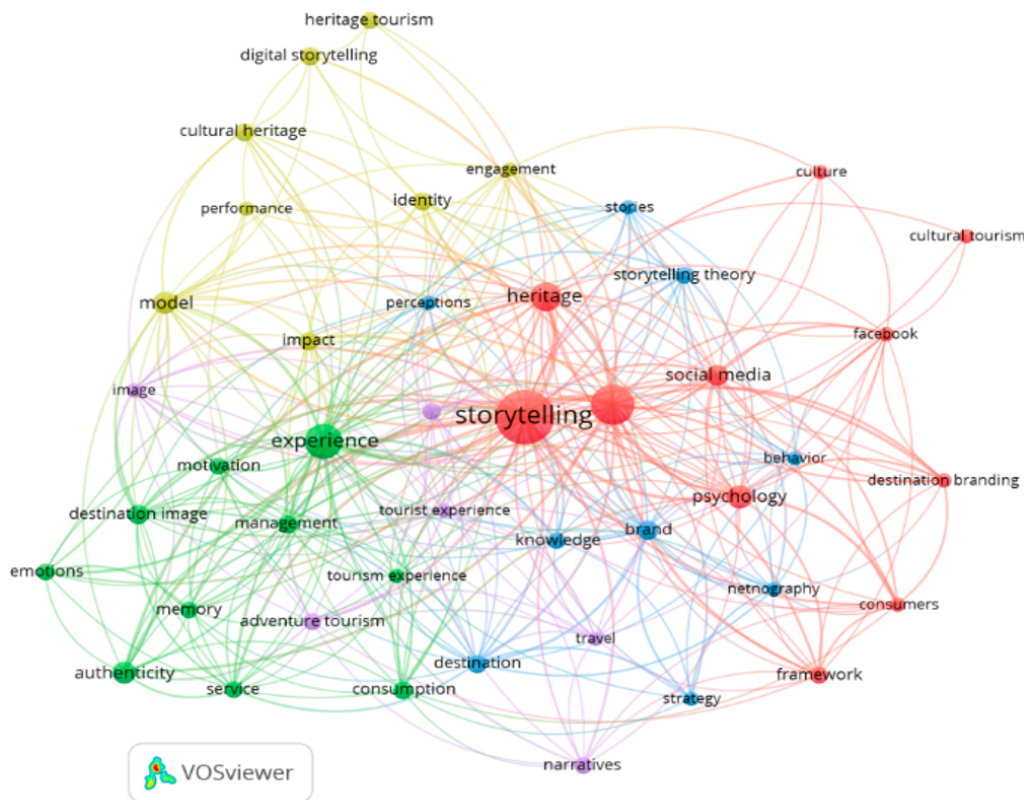 heritage tourism
digital storytelling
cultural heritage
engagement
culture
performance
identity
stories
cultural tourism
storytelling theory
model
perceptions
heritage
impact
facebook
image
social media
storytelling
experience
motivation
behavior
destination branding
psychology
destination image
management
tourist experience
knowledge
brand
emotions
tourism experience
netnography
memory
adventure tourism
consumers
travel
authenticity
service
consumption
destination
framework
strategy
narratives
VOSviewer